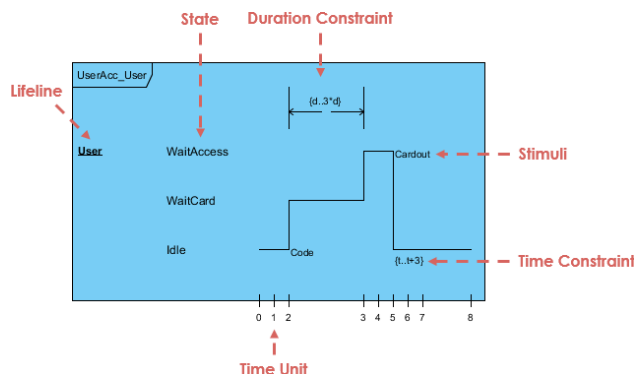 State
Duration Constraint
UserAcc_User
Lifeline
{d..3*d}
User
WaitAccess
Cardout
Stimuli
WaitCard
Idle
Code
{t..t+3}
Time Constraint
0 1 2 3 4 5 6 7 8
Time Unit